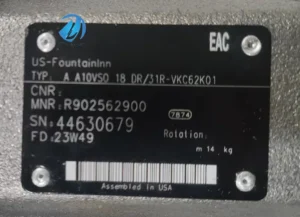 EAC
US-FountainInn
TYP: A A10VSO 18 DR/31R-VKC62K01
CNR:
MNR: R902562900
SN: 44630679
7874
FD: 23W49
Rotation:
m 14 kg
Assembled in USA